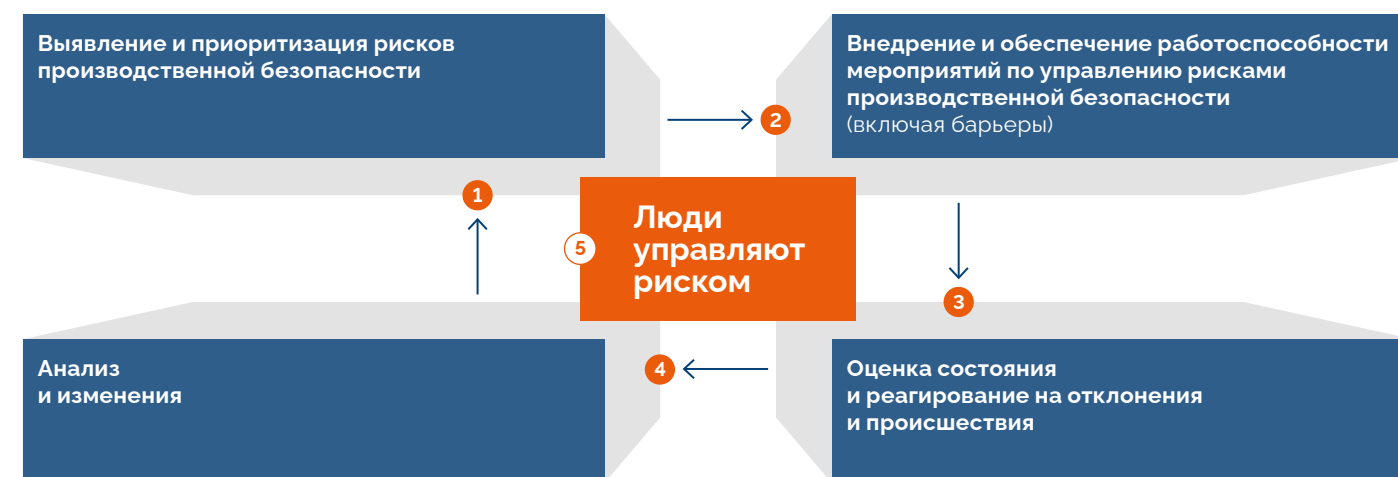 Выявление и приоритизация рисков
производственной безопасности
Внедрение и обеспечение работоспособности
мероприятий по управлению рисками
производственной безопасности
(включая барьеры)
2
1
5
Люди
управляют
риском
3
4
Анализ
и изменения
Оценка состояния
и реагирование на отклонения
и происшествия